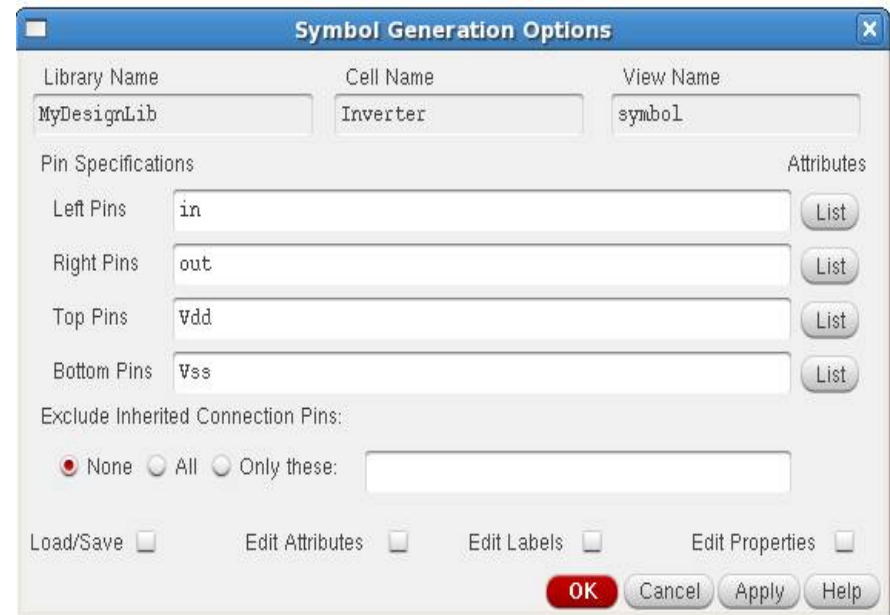 Symbol Generation Options
Library Name Cell Name View Name
MyDesignLib Inverter symbol
Pin Specifications Attributes
Left Pins in List
Right Pins out List
Top Pins Vdd List
Bottom Pins Vss List
Exclude Inherited Connection Pins:
None All Only these:
Load/Save Edit Attributes Edit Labels Edit Properties
OK Cancel Apply Help